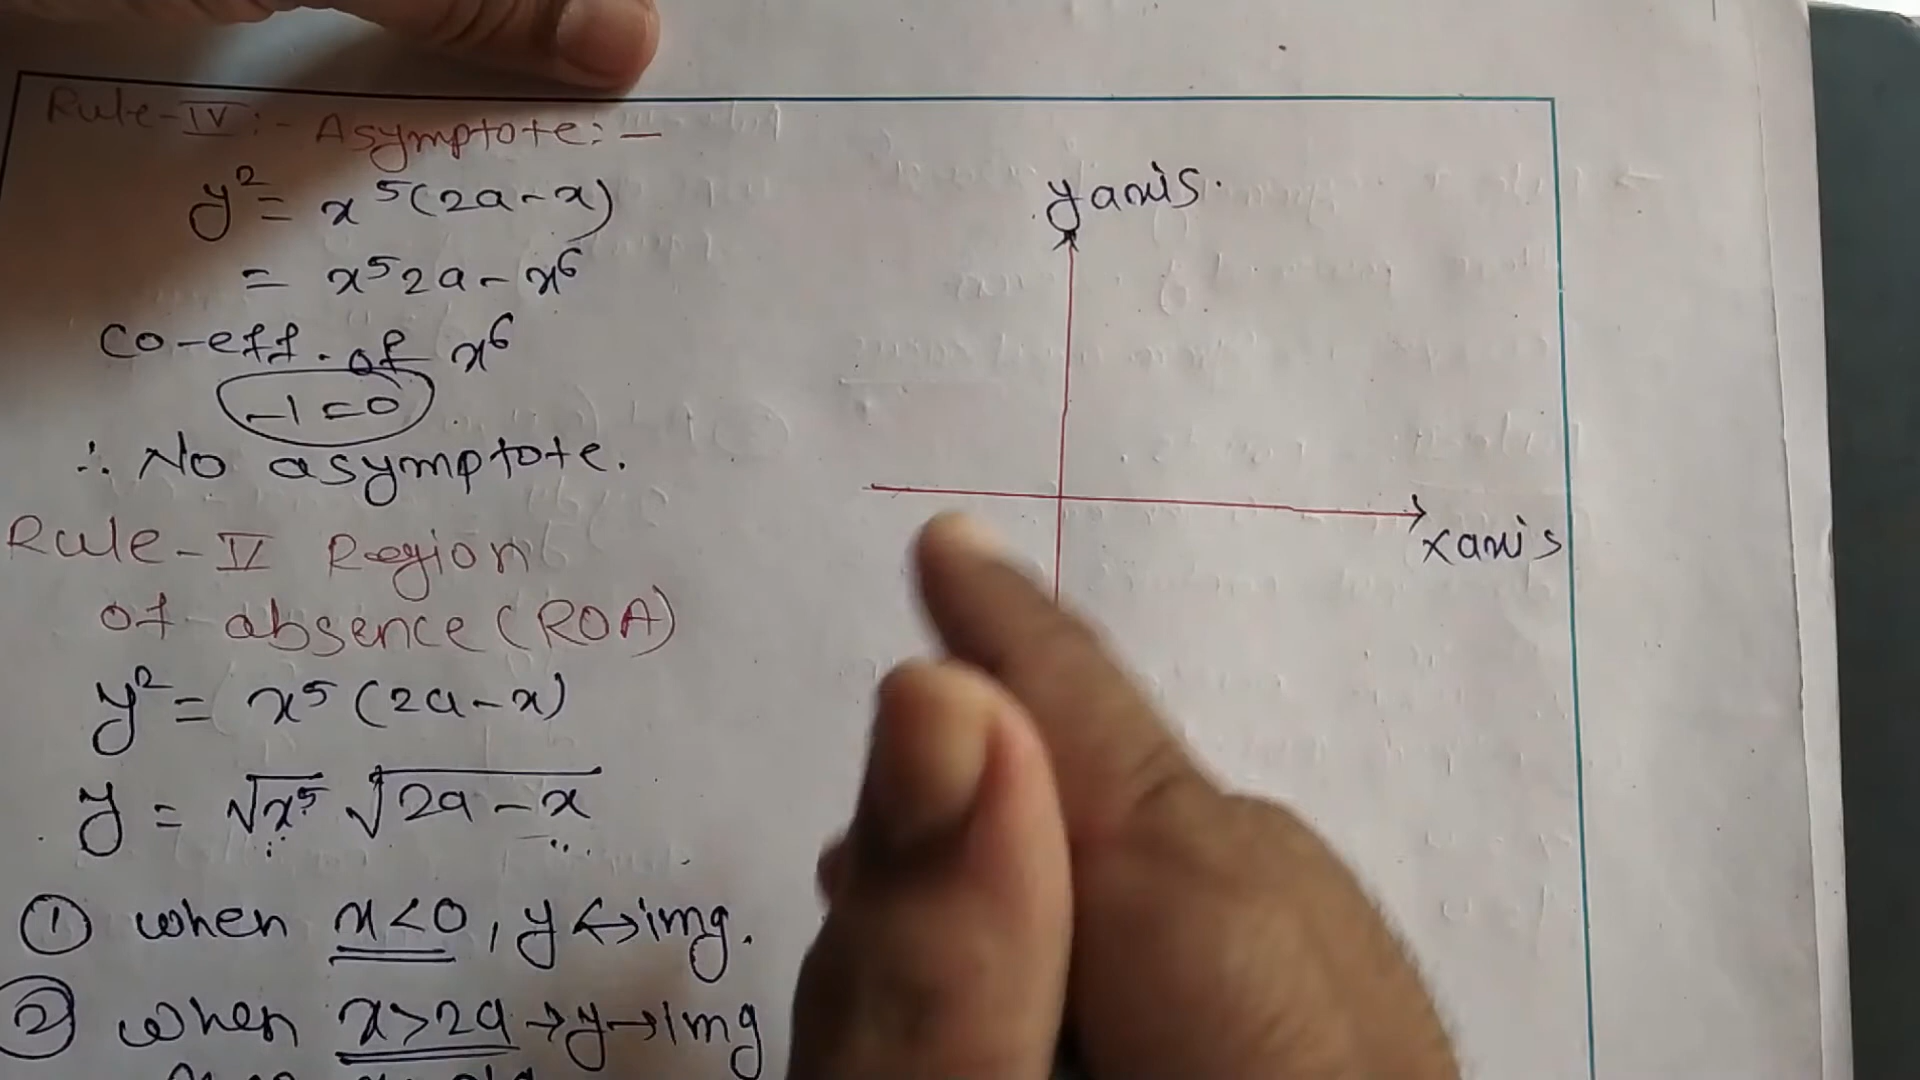 Rule-IV:- Asymptote:-
y²= x⁵(2a-x)
= x⁵2a-x⁶
co-eff. of x⁶
-1=0
∴ No asymptote.
Rule-V Region
of absence (ROA)
y²= x⁵(2a-x)
y = √x⁵ √2a-x
① when x<0, y↔img.
② when x>2a→y→img
y axis.
x axis